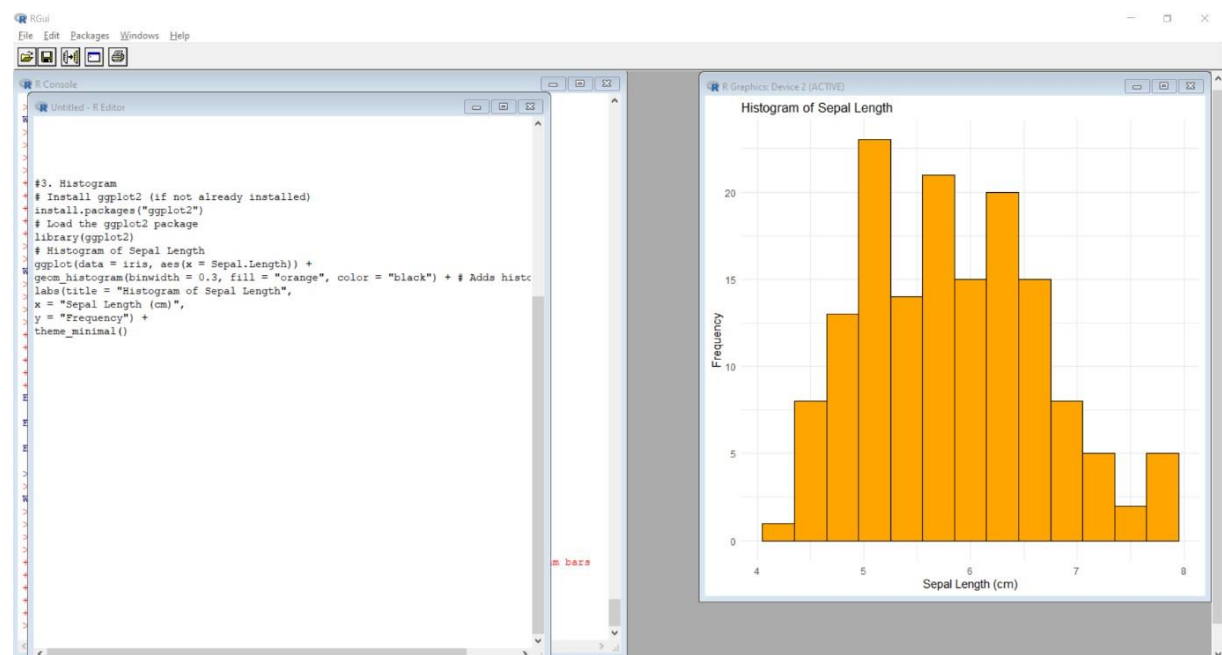 RGui
File Edit Packages Windows Help
R Console
Untitled - R Editor
#3. Histogram
# Install ggplot2 (if not already installed)
install.packages("ggplot2")
# Load the ggplot2 package
library(ggplot2)
# Histogram of Sepal Length
ggplot(data = iris, aes(x = Sepal.Length)) +
geom_histogram(binwidth = 0.3, fill = "orange", color = "black") + # Adds histo
labs(title = "Histogram of Sepal Length",
x = "Sepal Length (cm)",
y = "Frequency") +
theme_minimal()
m bars
R Graphics: Device 2 (ACTIVE)
Histogram of Sepal Length
Frequency
20
15
10
5
0
4 5 6 7 8
Sepal Length (cm)